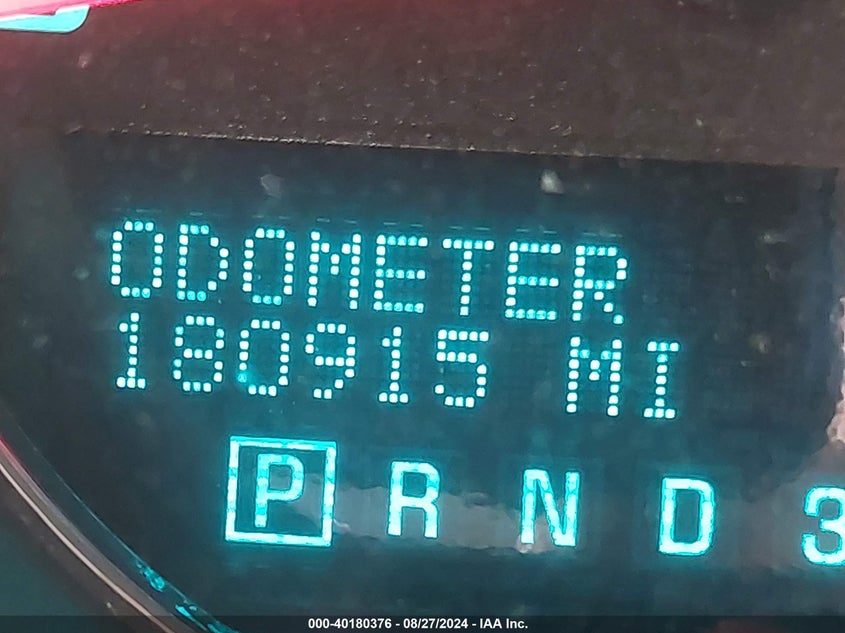 ODOMETER
180915 MI
P R N D 3
000-40180376 - 08/27/2024 - IAA Inc.